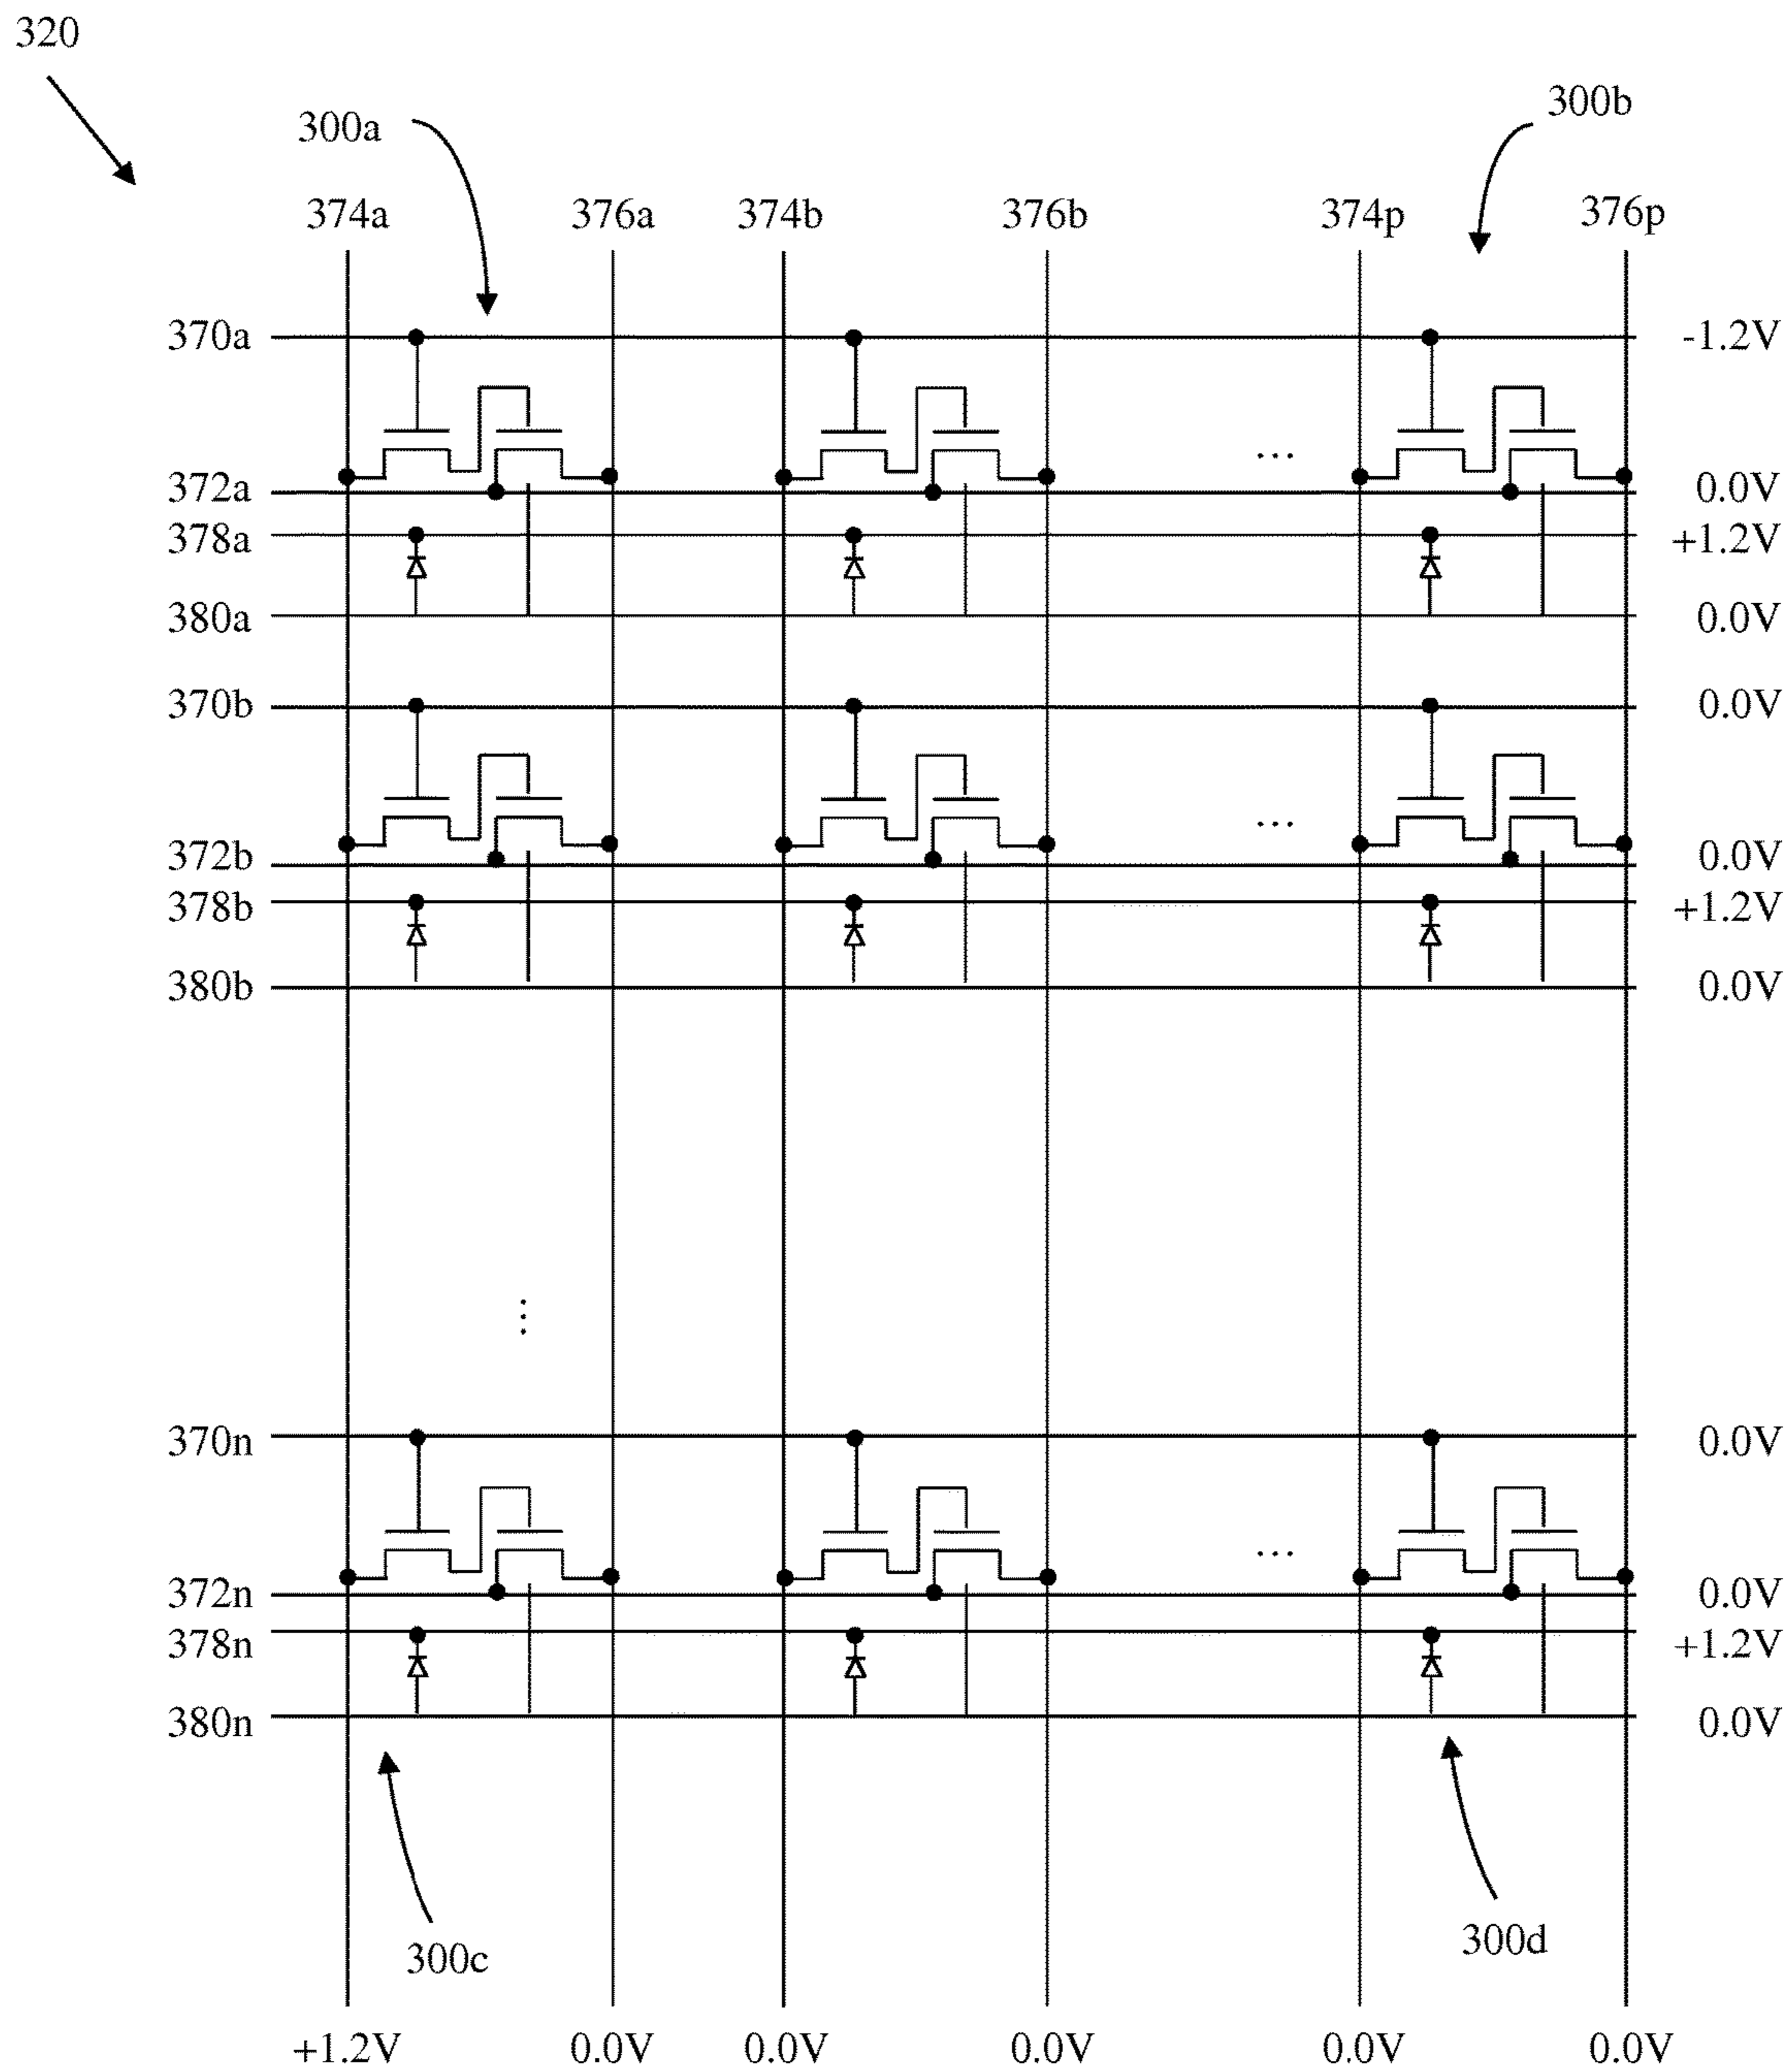 320
300a
300b
374a 376a 374b 376b 374p 376p
370a -1.2V
...
372a 0.0V
378a +1.2V
380a 0.0V
370b 0.0V
...
372b 0.0V
378b +1.2V
380b 0.0V
...
370n 0.0V
...
372n 0.0V
378n +1.2V
380n 0.0V
300c
300d
+1.2V 0.0V 0.0V 0.0V 0.0V 0.0V